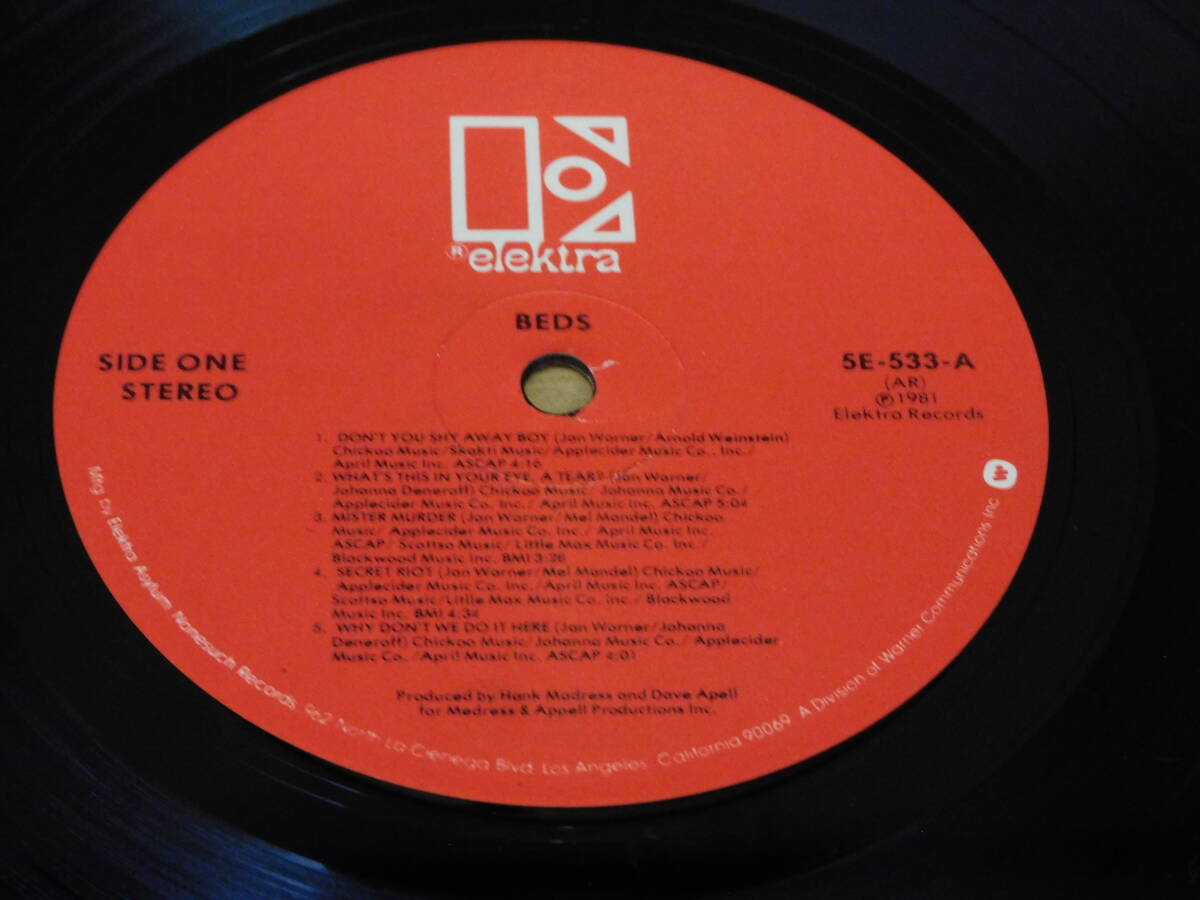 ® elektra
BEDS
SIDE ONE
STEREO
5E-533-A
(AR)
℗1981
Elektra Records
1. DON'T YOU SHY AWAY BOY (Jan Warner/Arnold Weinstein)
Chickoo Music/Skakti Music/Applecider Music Co., Inc./
April Music Inc. ASCAP 4:16
2. WHAT'S THIS IN YOUR EYE, A TEAR? (Jan Warner/
Johanna Deneroff) Chickoo Music/ Johanna Music Co./
Applecider Music Co. Inc./ April Music Inc. ASCAP 5:04
3. MISTER MURDER (Jan Warner/Mel Mandel) Chickoo
Music/ Applecider Music Co. Inc./ April Music Inc.
ASCAP/ Scottso Music/ Little Max Music Co. Inc./
Blackwood Music Inc. BMI 3:26
4. SECRET RIOT (Jan Warner/Mel Mandel) Chickoo Music/
Applecider Music Co. Inc./April Music Inc. ASCAP/
Scottso Music/Little Max Music Co. Inc./ Blackwood
Music Inc. BMI 4:34
5. WHY DON'T WE DO IT HERE (Jan Warner/Johanna
Deneroff) Chickoo Music/Johanna Music Co./ Applecider
Music Co./April Music Inc. ASCAP 4:01
Produced by Hank Madress and Dave Apell
for Medress & Appell Productions Inc.
Mfg. by Elektra Asylum Nonesuch Records, 962 North La Cienega Blvd. Los Angeles, California 90069 A Division of Warner Communications Inc.